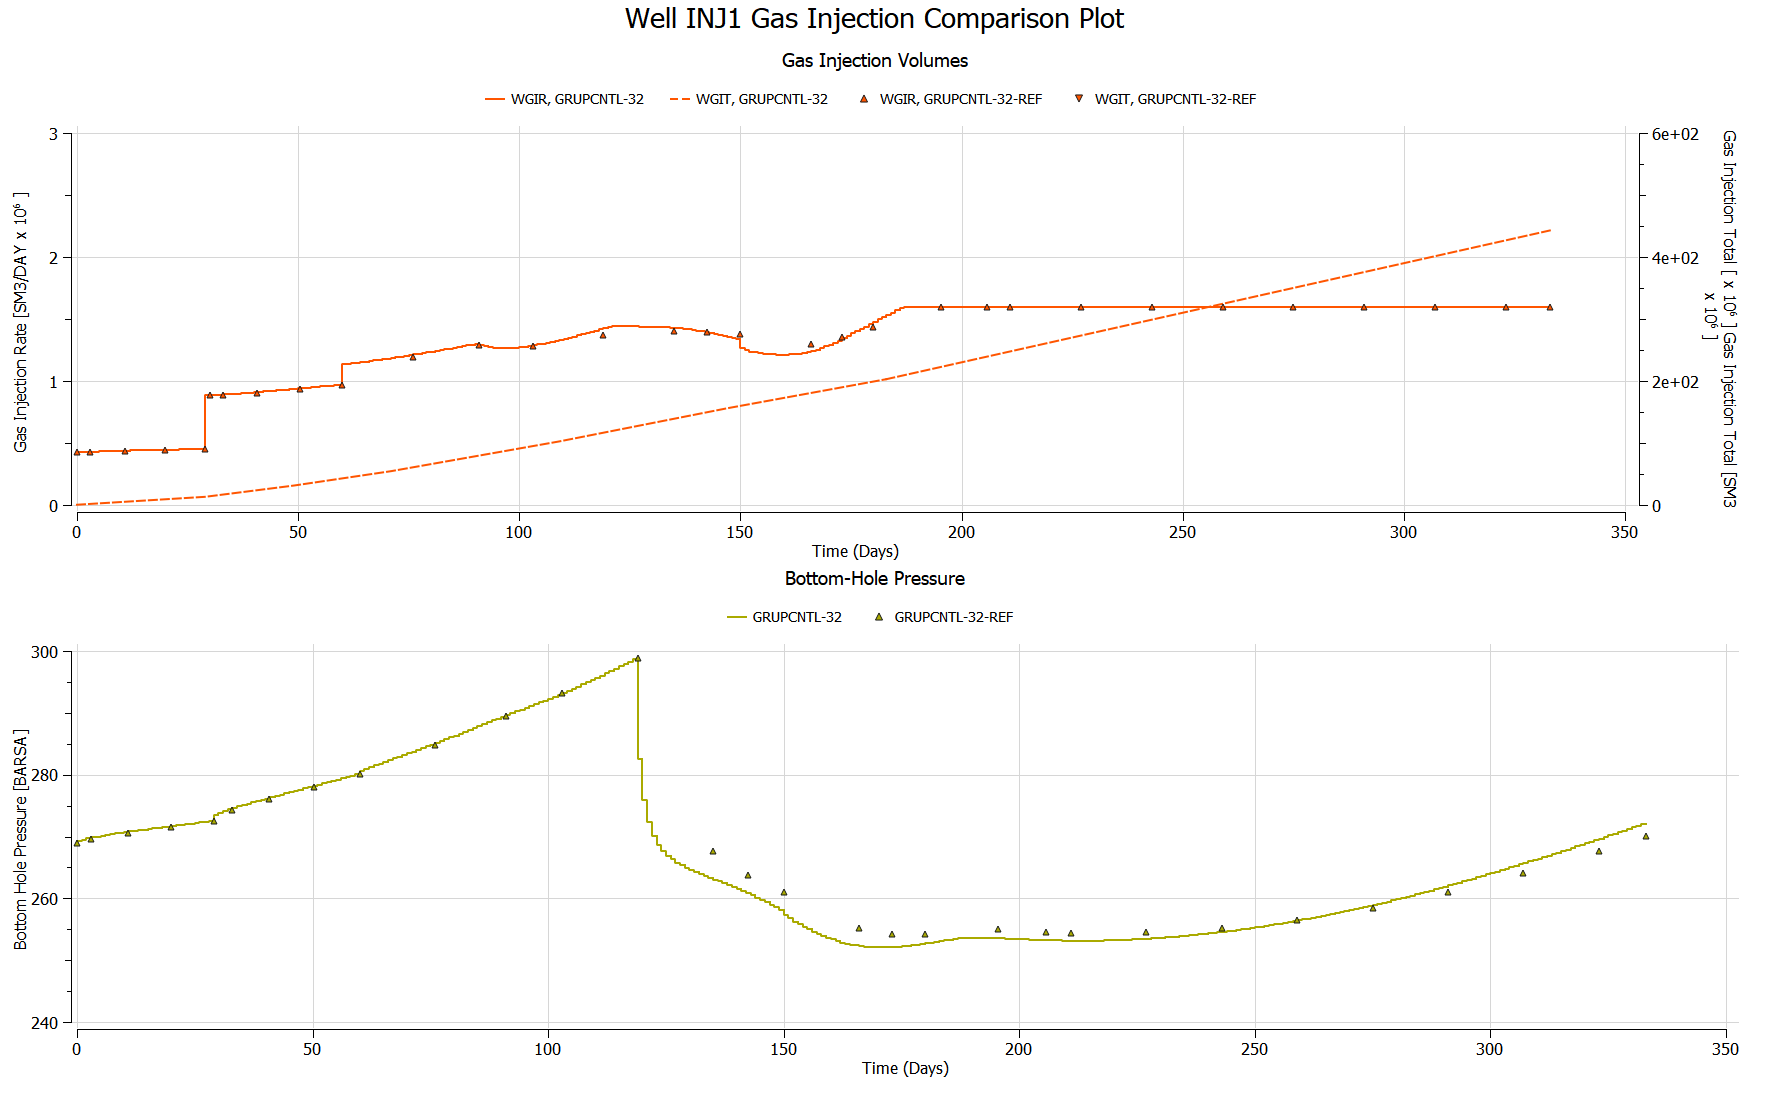 Well INJ1 Gas Injection Comparison Plot
Gas Injection Volumes
WGIR, GRUPCNTL-32 WGIT, GRUPCNTL-32 WGIR, GRUPCNTL-32-REF WGIT, GRUPCNTL-32-REF
Gas Injection Rate [SM3/DAY x 10⁶ ]
3
2
1
0
6e+02
4e+02
2e+02
0
Gas Injection Total [ x 10⁶ ] Gas Injection Total [SM3
x 10⁶ ]
0 50 100 150 200 250 300 350
Time (Days)
Bottom-Hole Pressure
GRUPCNTL-32 GRUPCNTL-32-REF
Bottom Hole Pressure [BARSA]
300
280
260
240
0 50 100 150 200 250 300 350
Time (Days)